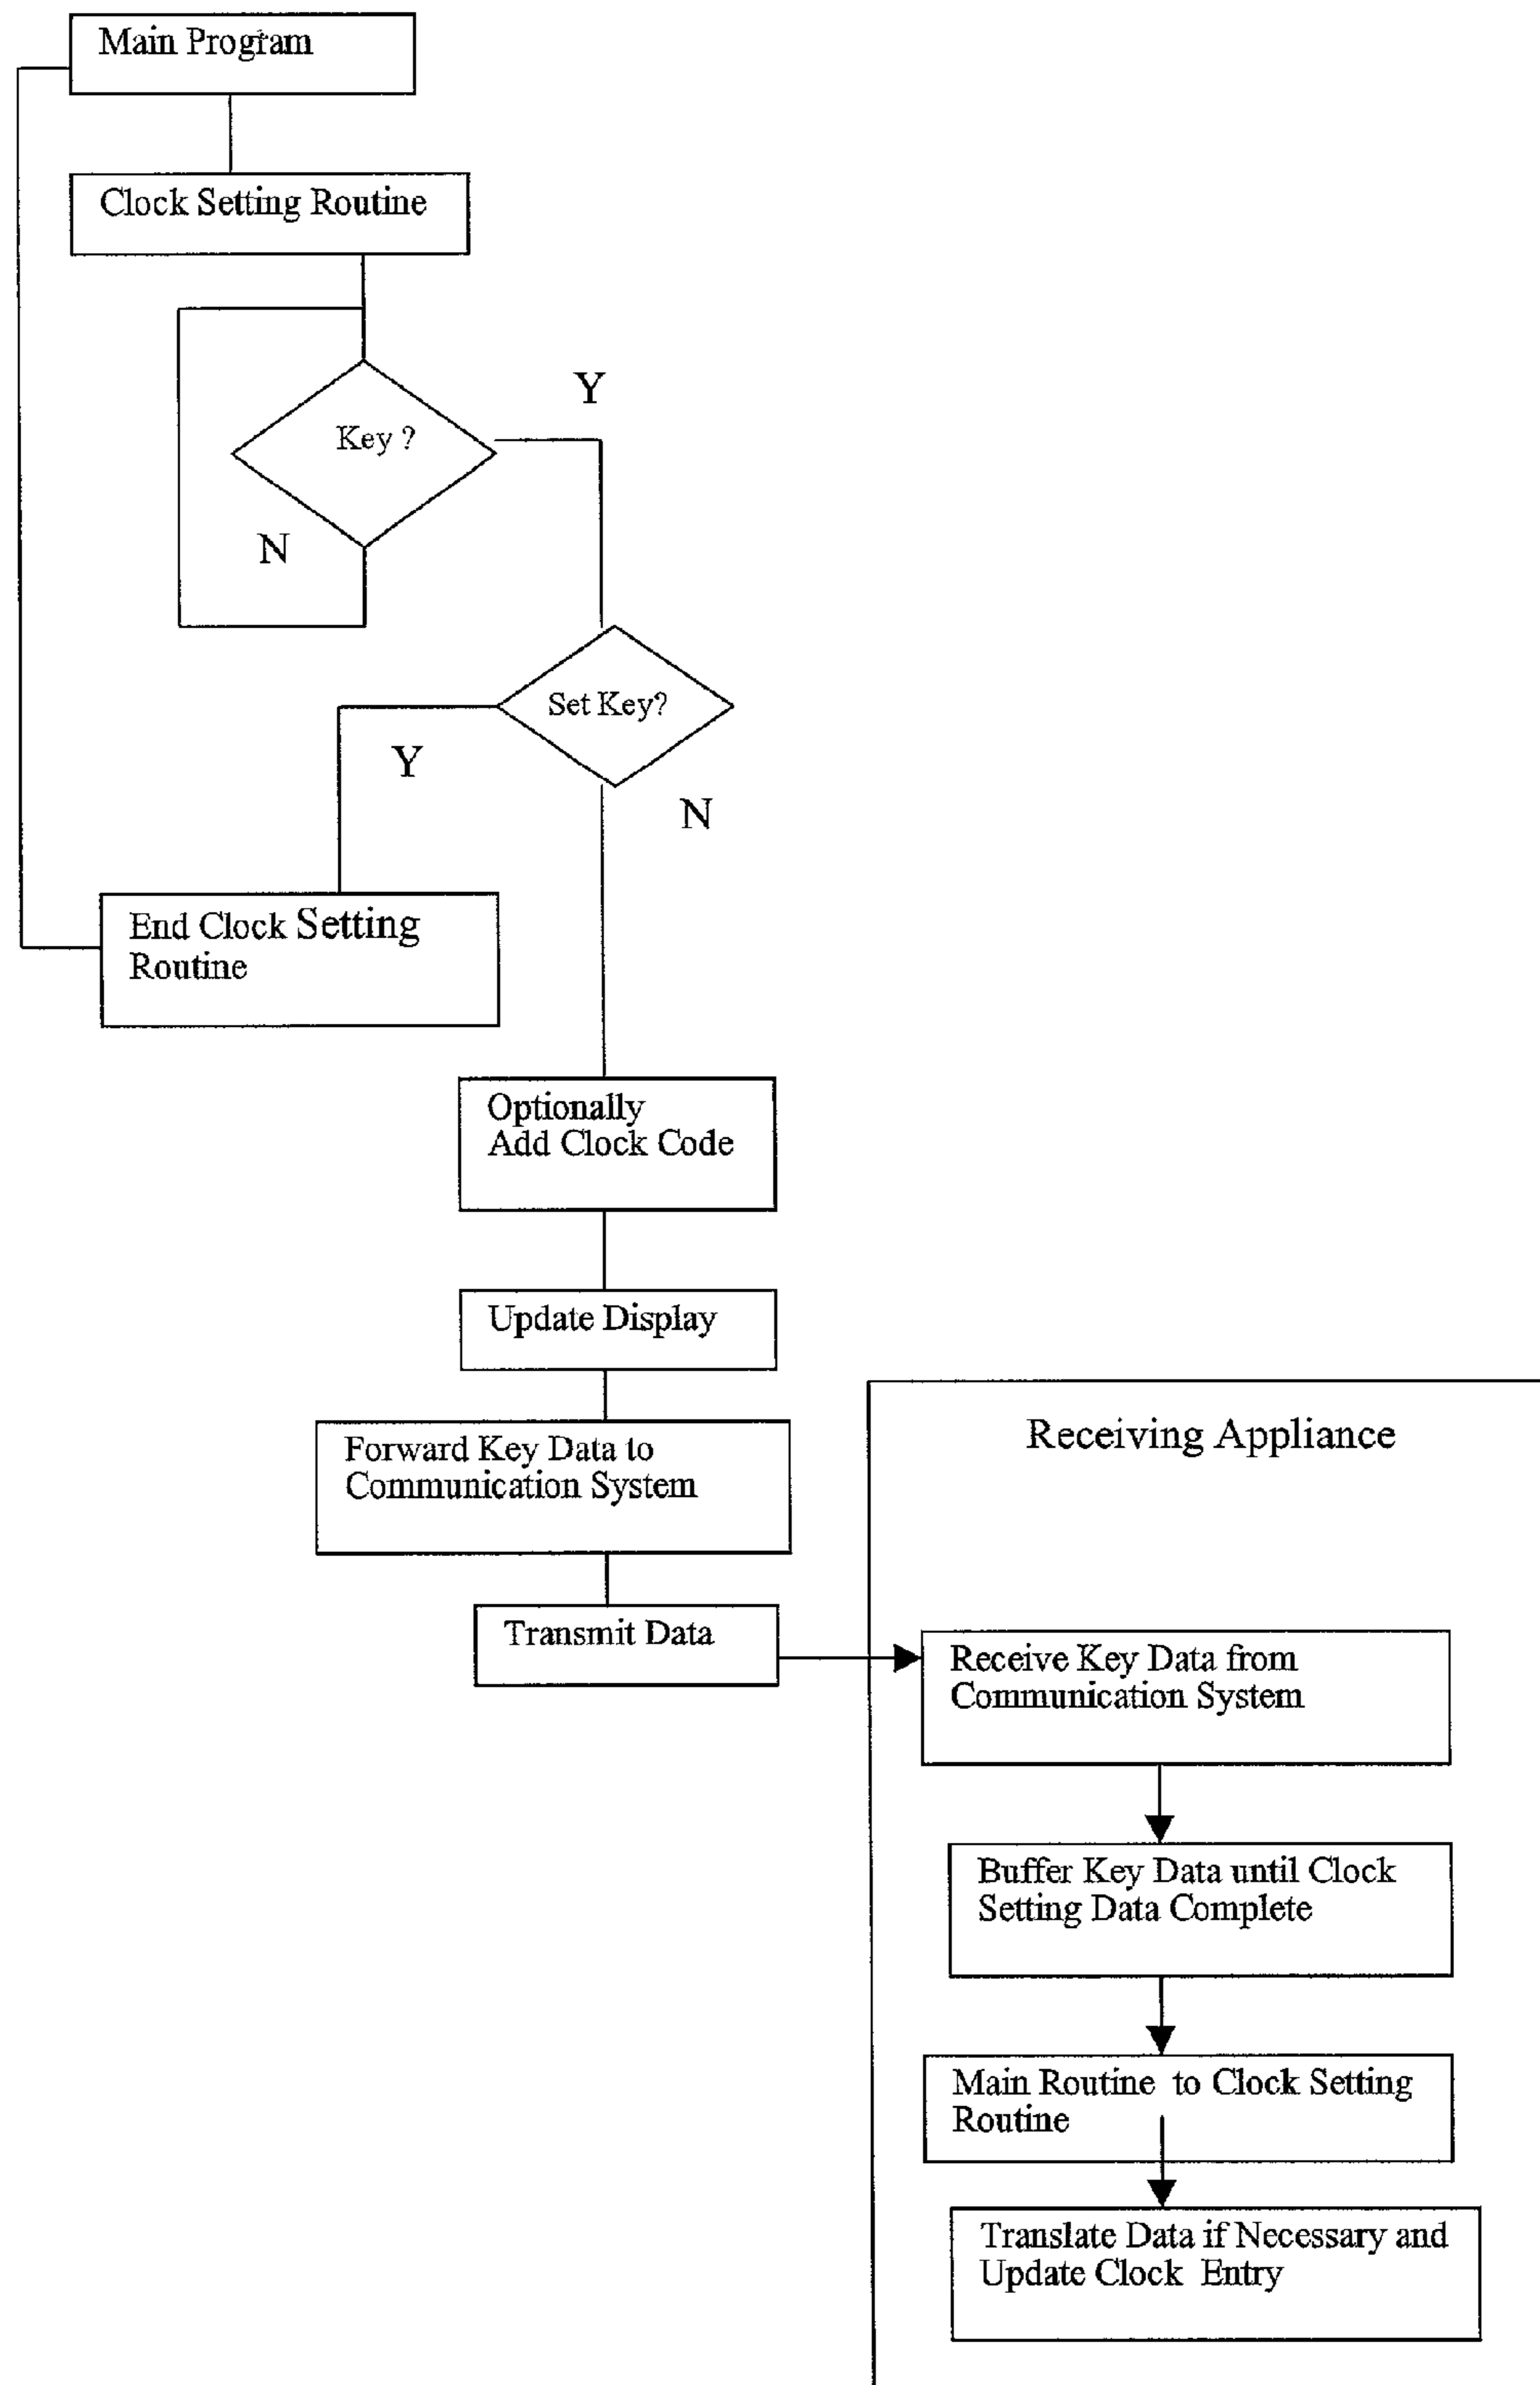 Main Program
Clock Setting Routine
Key ?
Y
N
Set Key?
Y
N
End Clock Setting
Routine
Optionally
Add Clock Code
Update Display
Forward Key Data to
Communication System
Transmit Data
Receiving Appliance
Receive Key Data from
Communication System
Buffer Key Data until Clock
Setting Data Complete
Main Routine to Clock Setting
Routine
Translate Data if Necessary and
Update Clock Entry